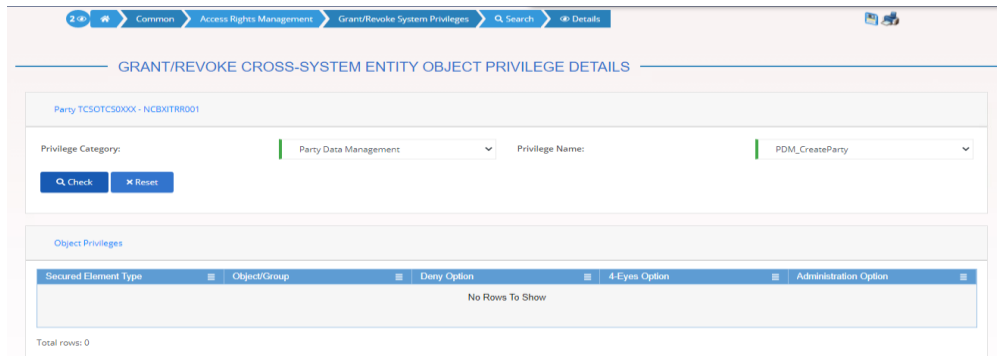 2 Common Access Rights Management Grant/Revoke System Privileges Search Details
GRANT/REVOKE CROSS-SYSTEM ENTITY OBJECT PRIVILEGE DETAILS
Party TCSOTCS0XXX - NCBXITRR001
Privilege Category: Party Data Management Privilege Name: PDM_CreateParty
Check Reset
Object Privileges
Secured Element Type Object/Group Deny Option 4-Eyes Option Administration Option
No Rows To Show
Total rows: 0